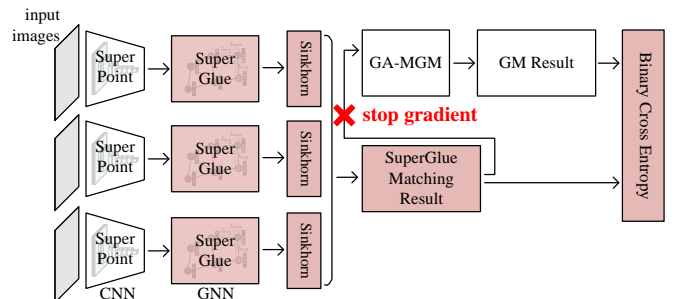 input
images
Super
Point
Super
Glue
Sinkhorn
GA-MGM
GM Result
Binary Cross Entropy
stop gradient
Super
Point
Super
Glue
Sinkhorn
SuperGlue
Matching
Result
Super
Point
Super
Glue
Sinkhorn
CNN
GNN